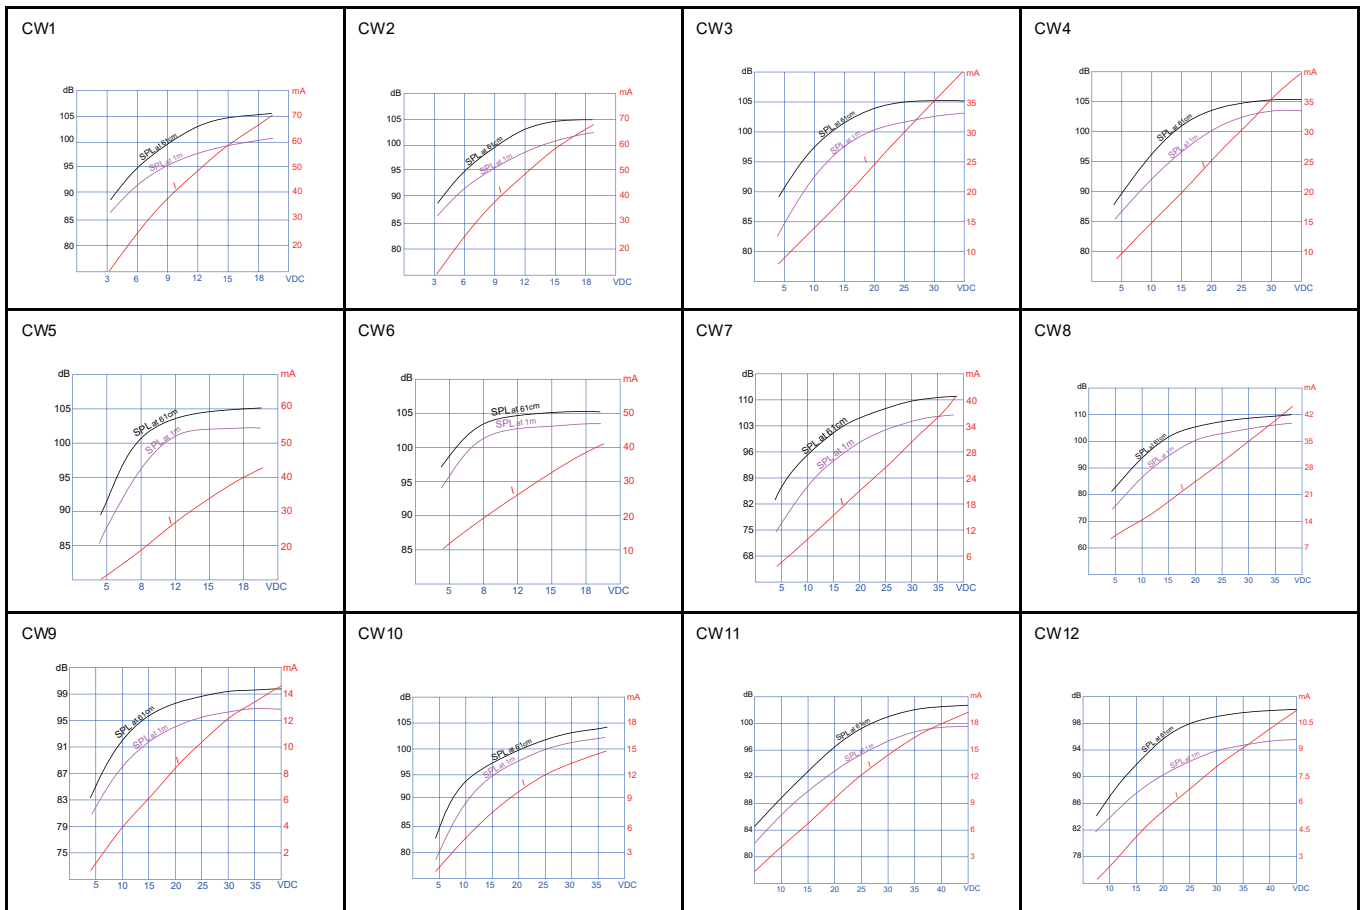 CW1
dB
mA
105
100
95
90
85
80
70
60
50
40
30
20
SPL at 61cm
SPL at 1m
I
3 6 9 12 15 18 VDC
CW2
dB
mA
105
100
95
90
85
80
70
60
50
40
30
20
SPL at 61cm
SPL at 1m
I
3 6 9 12 15 18 VDC
CW3
dB
mA
105
100
95
90
85
80
35
30
25
20
15
10
SPL at 61cm
SPL at 1m
I
5 10 15 20 25 30 VDC
CW4
dB
mA
105
100
95
90
85
80
35
30
25
20
15
10
SPL at 61cm
SPL at 1m
I
5 10 15 20 25 30 VDC
CW5
dB
mA
105
100
95
90
85
60
50
40
30
20
SPL at 61cm
SPL at 1m
I
5 8 12 15 18 VDC
CW6
dB
mA
105
100
95
90
85
50
40
30
20
10
SPL at 61cm
SPL at 1m
I
5 8 12 15 18 VDC
CW7
dB
mA
110
103
96
89
82
75
68
40
34
28
24
18
12
6
SPL at 61cm
SPL at 1m
I
5 10 15 20 25 30 35 VDC
CW8
dB
mA
110
100
90
80
70
60
42
35
28
21
14
7
SPL at 61cm
SPL at 1m
I
5 10 15 20 25 30 35 VDC
CW9
dB
mA
99
95
91
87
83
79
75
14
12
10
8
6
4
2
SPL at 61cm
SPL at 1m
I
5 10 15 20 25 30 35 VDC
CW10
dB
mA
105
100
95
90
85
80
18
15
12
9
6
3
SPL at 61cm
SPL at 1m
I
5 10 15 20 25 30 35 VDC
CW11
dB
mA
100
96
92
88
84
80
18
15
12
9
6
3
SPL at 61cm
SPL at 1m
I
10 15 20 25 30 35 40 VDC
CW12
dB
mA
98
94
90
86
82
78
10.5
9
7.5
6
4.5
3
SPL at 61cm
SPL at 1m
I
10 15 20 25 30 35 40 VDC